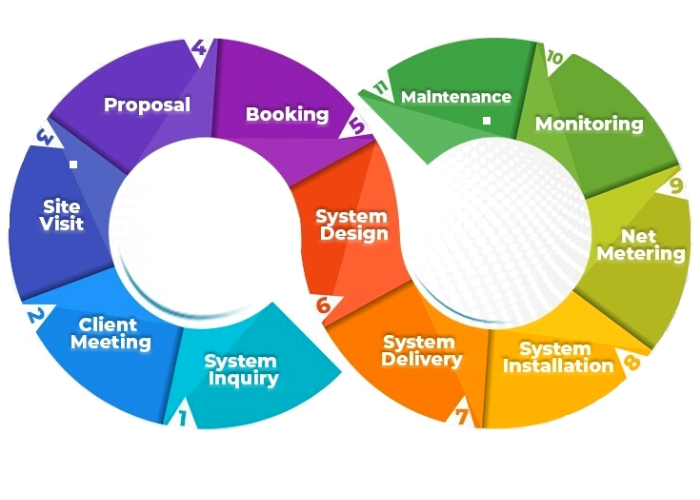 1
System
Inquiry
2
Client
Meeting
3
Site
Visit
4
Proposal
5
Booking
6
System
Design
7
System
Delivery
8
System
Installation
9
Net
Metering
10
Monitoring
11
Maintenance